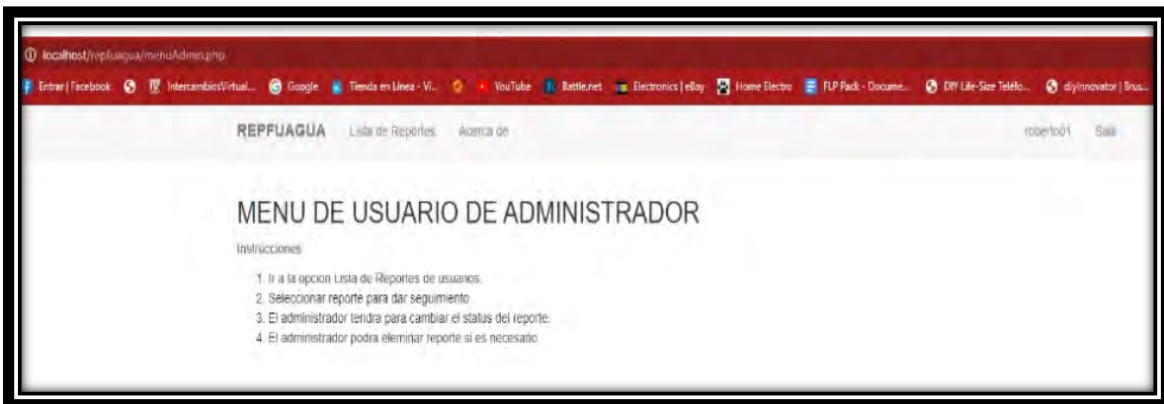 localhost/repfuagua/menuAdmin.php
Entrar | Facebook IntercambiosVirtual... Google Tienda en Linea - Vi... YouTube Battle.net Electronics | eBay Home Electro FLP Pack - Docume... DIY Life-Size Teléfo... diyinnovator | Brus...
REPFUAGUA Lista de Reportes Acerca de roberto01 Salir
MENU DE USUARIO DE ADMINISTRADOR
Instrucciones
1. Ir a la opcion Lista de Reportes de usuarios.
2. Seleccionar reporte para dar seguimiento
3. El administrador tendra para cambiar el status del reporte.
4. El administrador podra eleminar reporte si es necesario